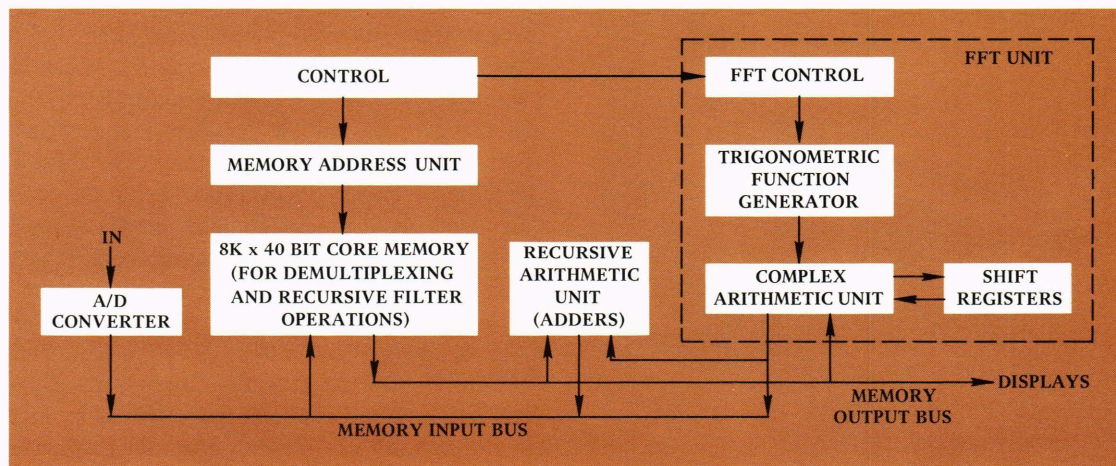 CONTROL
FFT CONTROL
FFT UNIT
MEMORY ADDRESS UNIT
TRIGONOMETRIC
FUNCTION
GENERATOR
IN
A/D
CONVERTER
8K x 40 BIT CORE MEMORY
(FOR DEMULTIPLEXING
AND RECURSIVE FILTER
OPERATIONS)
RECURSIVE
ARITHMETIC
UNIT
(ADDERS)
COMPLEX
ARITHMETIC UNIT
SHIFT
REGISTERS
DISPLAYS
MEMORY
OUTPUT BUS
MEMORY INPUT BUS